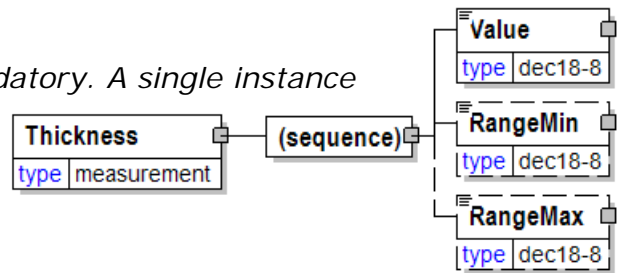 Value
type dec18-8
datory. A single instance
RangeMin
type dec18-8
Thickness
type measurement
(sequence)
RangeMax
type dec18-8